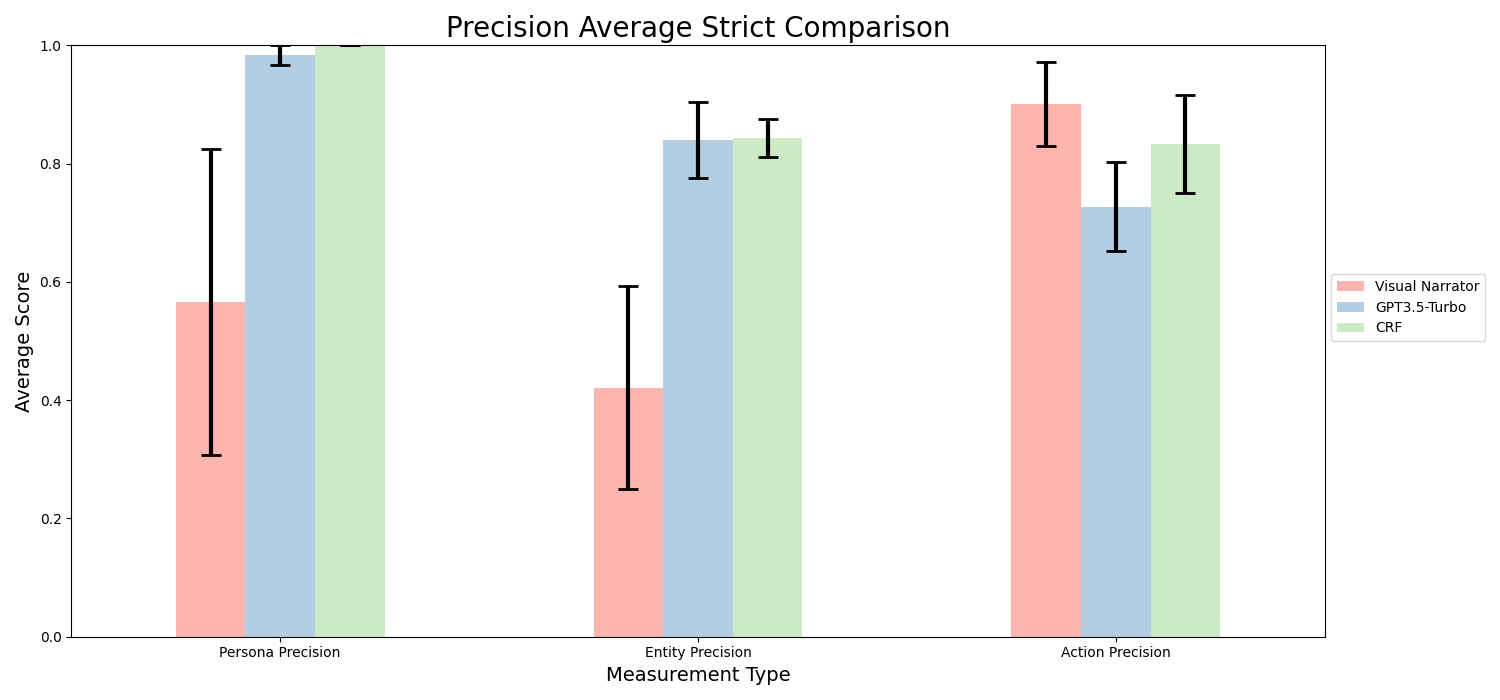 Precision Average Strict Comparison
1.0
0.8
0.6
0.4
0.2
0.0
Average Score
Persona Precision
Entity Precision
Action Precision
Measurement Type
Visual Narrator
GPT3.5-Turbo
CRF